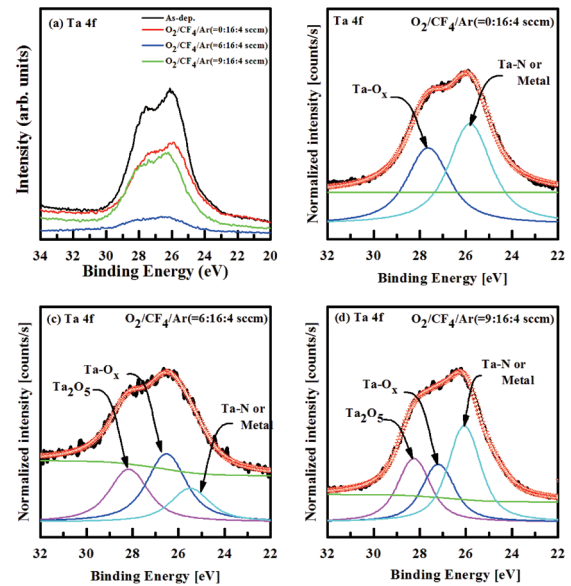 (a) Ta 4f
As-dep.
O2/CF4/Ar(=0:16:4 sccm)
O2/CF4/Ar(=6:16:4 sccm)
O2/CF4/Ar(=9:16:4 sccm)
Intensity (arb. units)
34 32 30 28 26 24 22 20
Binding Energy (eV)
Ta 4f O2/CF4/Ar(=0:16:4 sccm)
Ta-N or
Metal
Ta-Ox
Normalized intensity [counts/s]
32 30 28 26 24 22
Binding Energy [eV]
(c) Ta 4f O2/CF4/Ar(=6:16:4 sccm)
Ta-Ox
Ta2O5
Ta-N or
Metal
Normalized intensity [counts/s]
32 30 28 26 24 22
Binding Energy [eV]
(d) Ta 4f O2/CF4/Ar(=9:16:4 sccm)
Ta-N or
Metal
Ta-Ox
Ta2O5
Normalized intensity [counts/s]
32 30 28 26 24 22
Binding Energy [eV]